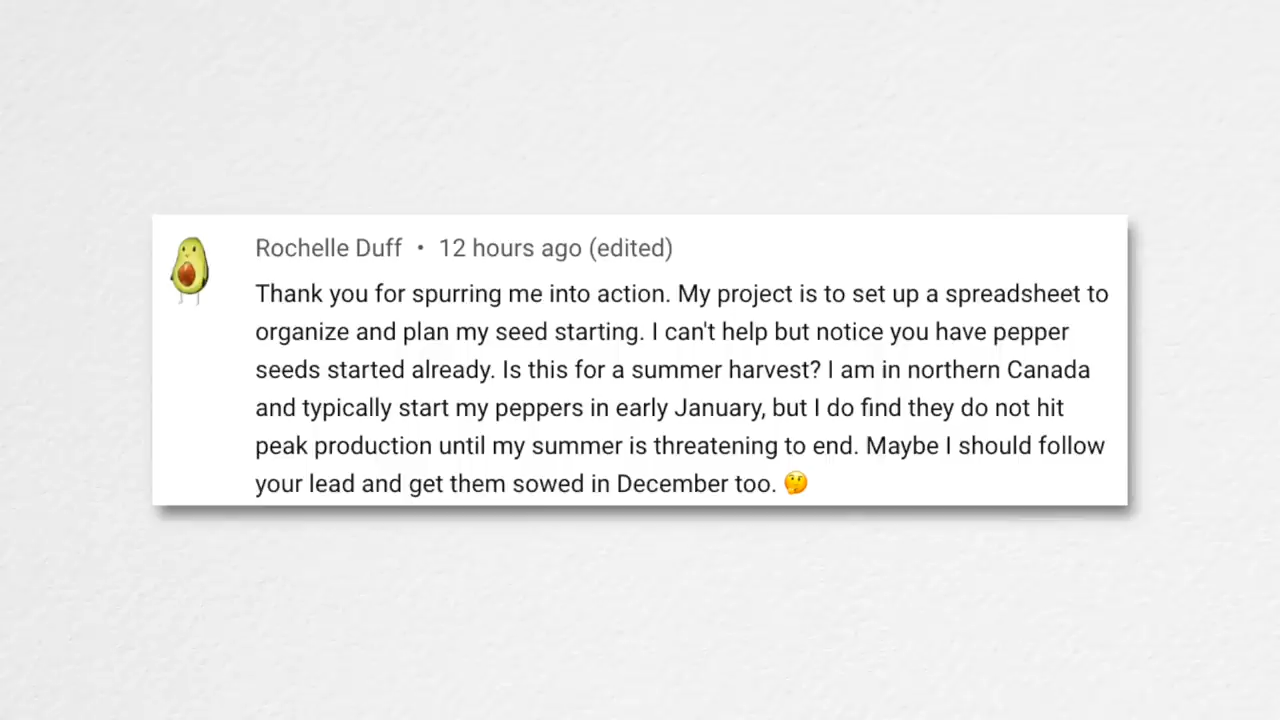 Rochelle Duff • 12 hours ago (edited)
Thank you for spurring me into action. My project is to set up a spreadsheet to
organize and plan my seed starting. I can't help but notice you have pepper
seeds started already. Is this for a summer harvest? I am in northern Canada
and typically start my peppers in early January, but I do find they do not hit
peak production until my summer is threatening to end. Maybe I should follow
your lead and get them sowed in December too. 🤔